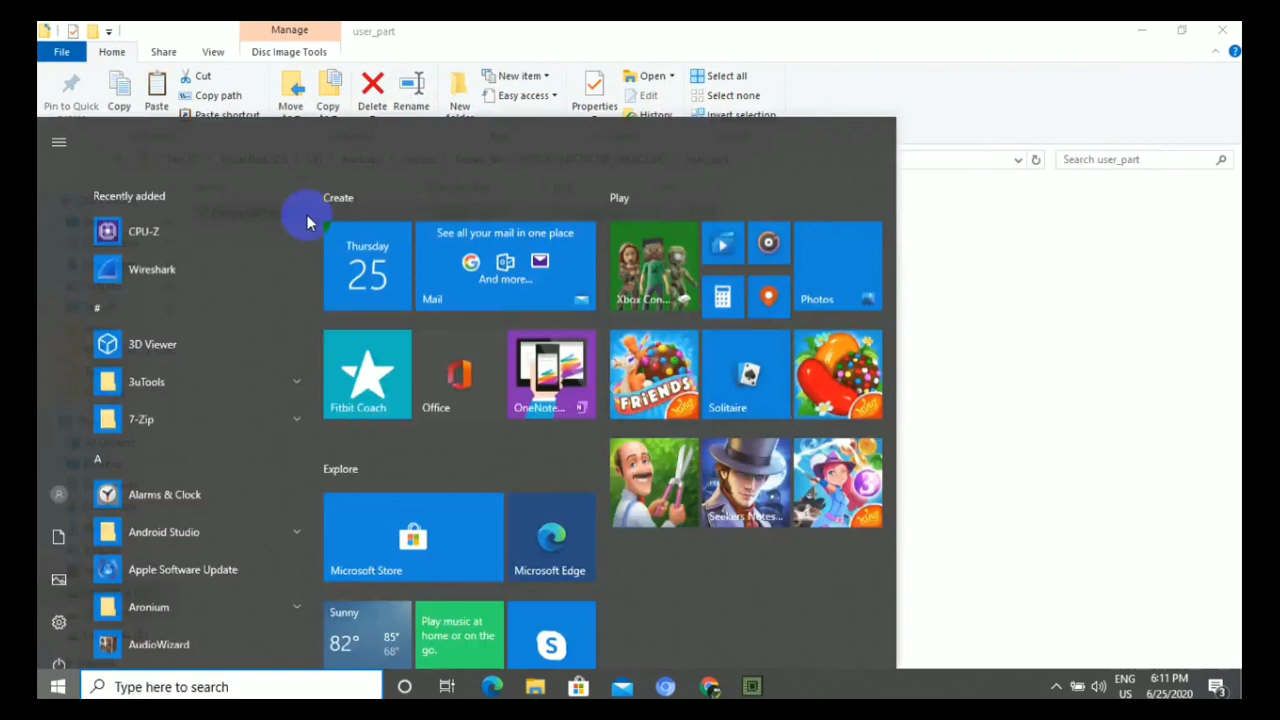 Manage
user_part
File
Home
Share
View
Disc Image Tools
Cut
Copy path
Paste shortcut
Pin to Quick
Copy
Paste
Move
Copy
Delete
Rename
New
New item
Easy access
Properties
Open
Edit
History
Select all
Select none
Invert selection
Search user_part
Recently added
CPU-Z
Wireshark
#
3D Viewer
3uTools
7-Zip
A
Alarms & Clock
Android Studio
Apple Software Update
Aronium
AudioWizard
Create
Thursday
25
See all your mail in one place
And more...
Mail
Fitbit Coach
Office
OneNote...
Explore
Microsoft Store
Microsoft Edge
Sunny
82°
85°
68°
Play music at
home or on the
go.
Play
Xbox Con...
Photos
FRIENDS
Solitaire
Seekers Notes...
Type here to search
ENG
US
6:11 PM
6/25/2020
3